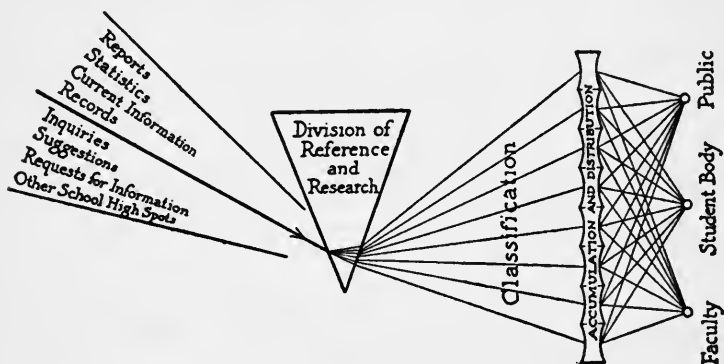 Reports
Statistics
Current Information
Records
Inquiries
Suggestions
Requests for Information
Other School High Spots
Division of
Reference
and
Research
Classification
ACCUMULATION AND DISTRIBUTION
Public
Student Body
Faculty